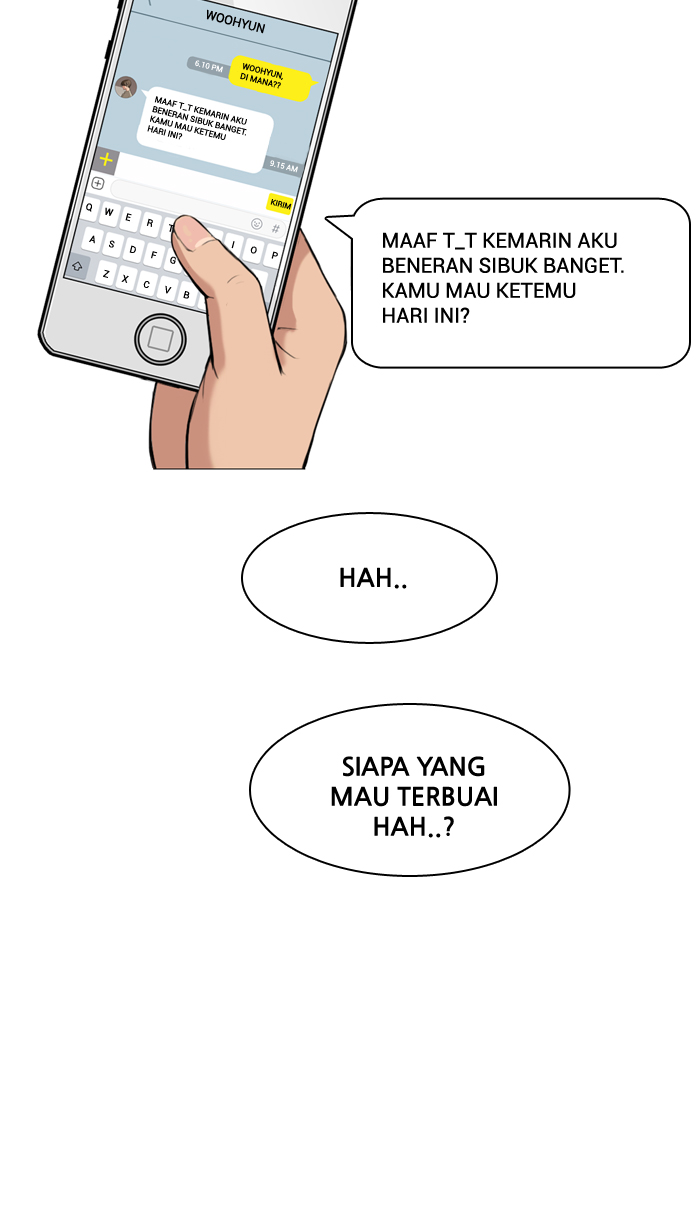 WOOHYUN
6.10 PM
WOOHYUN,
DI MANA??
MAAF T_T KEMARIN AKU
BENERAN SIBUK BANGET.
KAMU MAU KETEMU
HARI INI?
9.15 AM
+
KIRIM
#
Q W E R T I O P
A S D F G
Z X C V B
MAAF T_T KEMARIN AKU
BENERAN SIBUK BANGET.
KAMU MAU KETEMU
HARI INI?
HAH..
SIAPA YANG
MAU TERBUAI
HAH..?